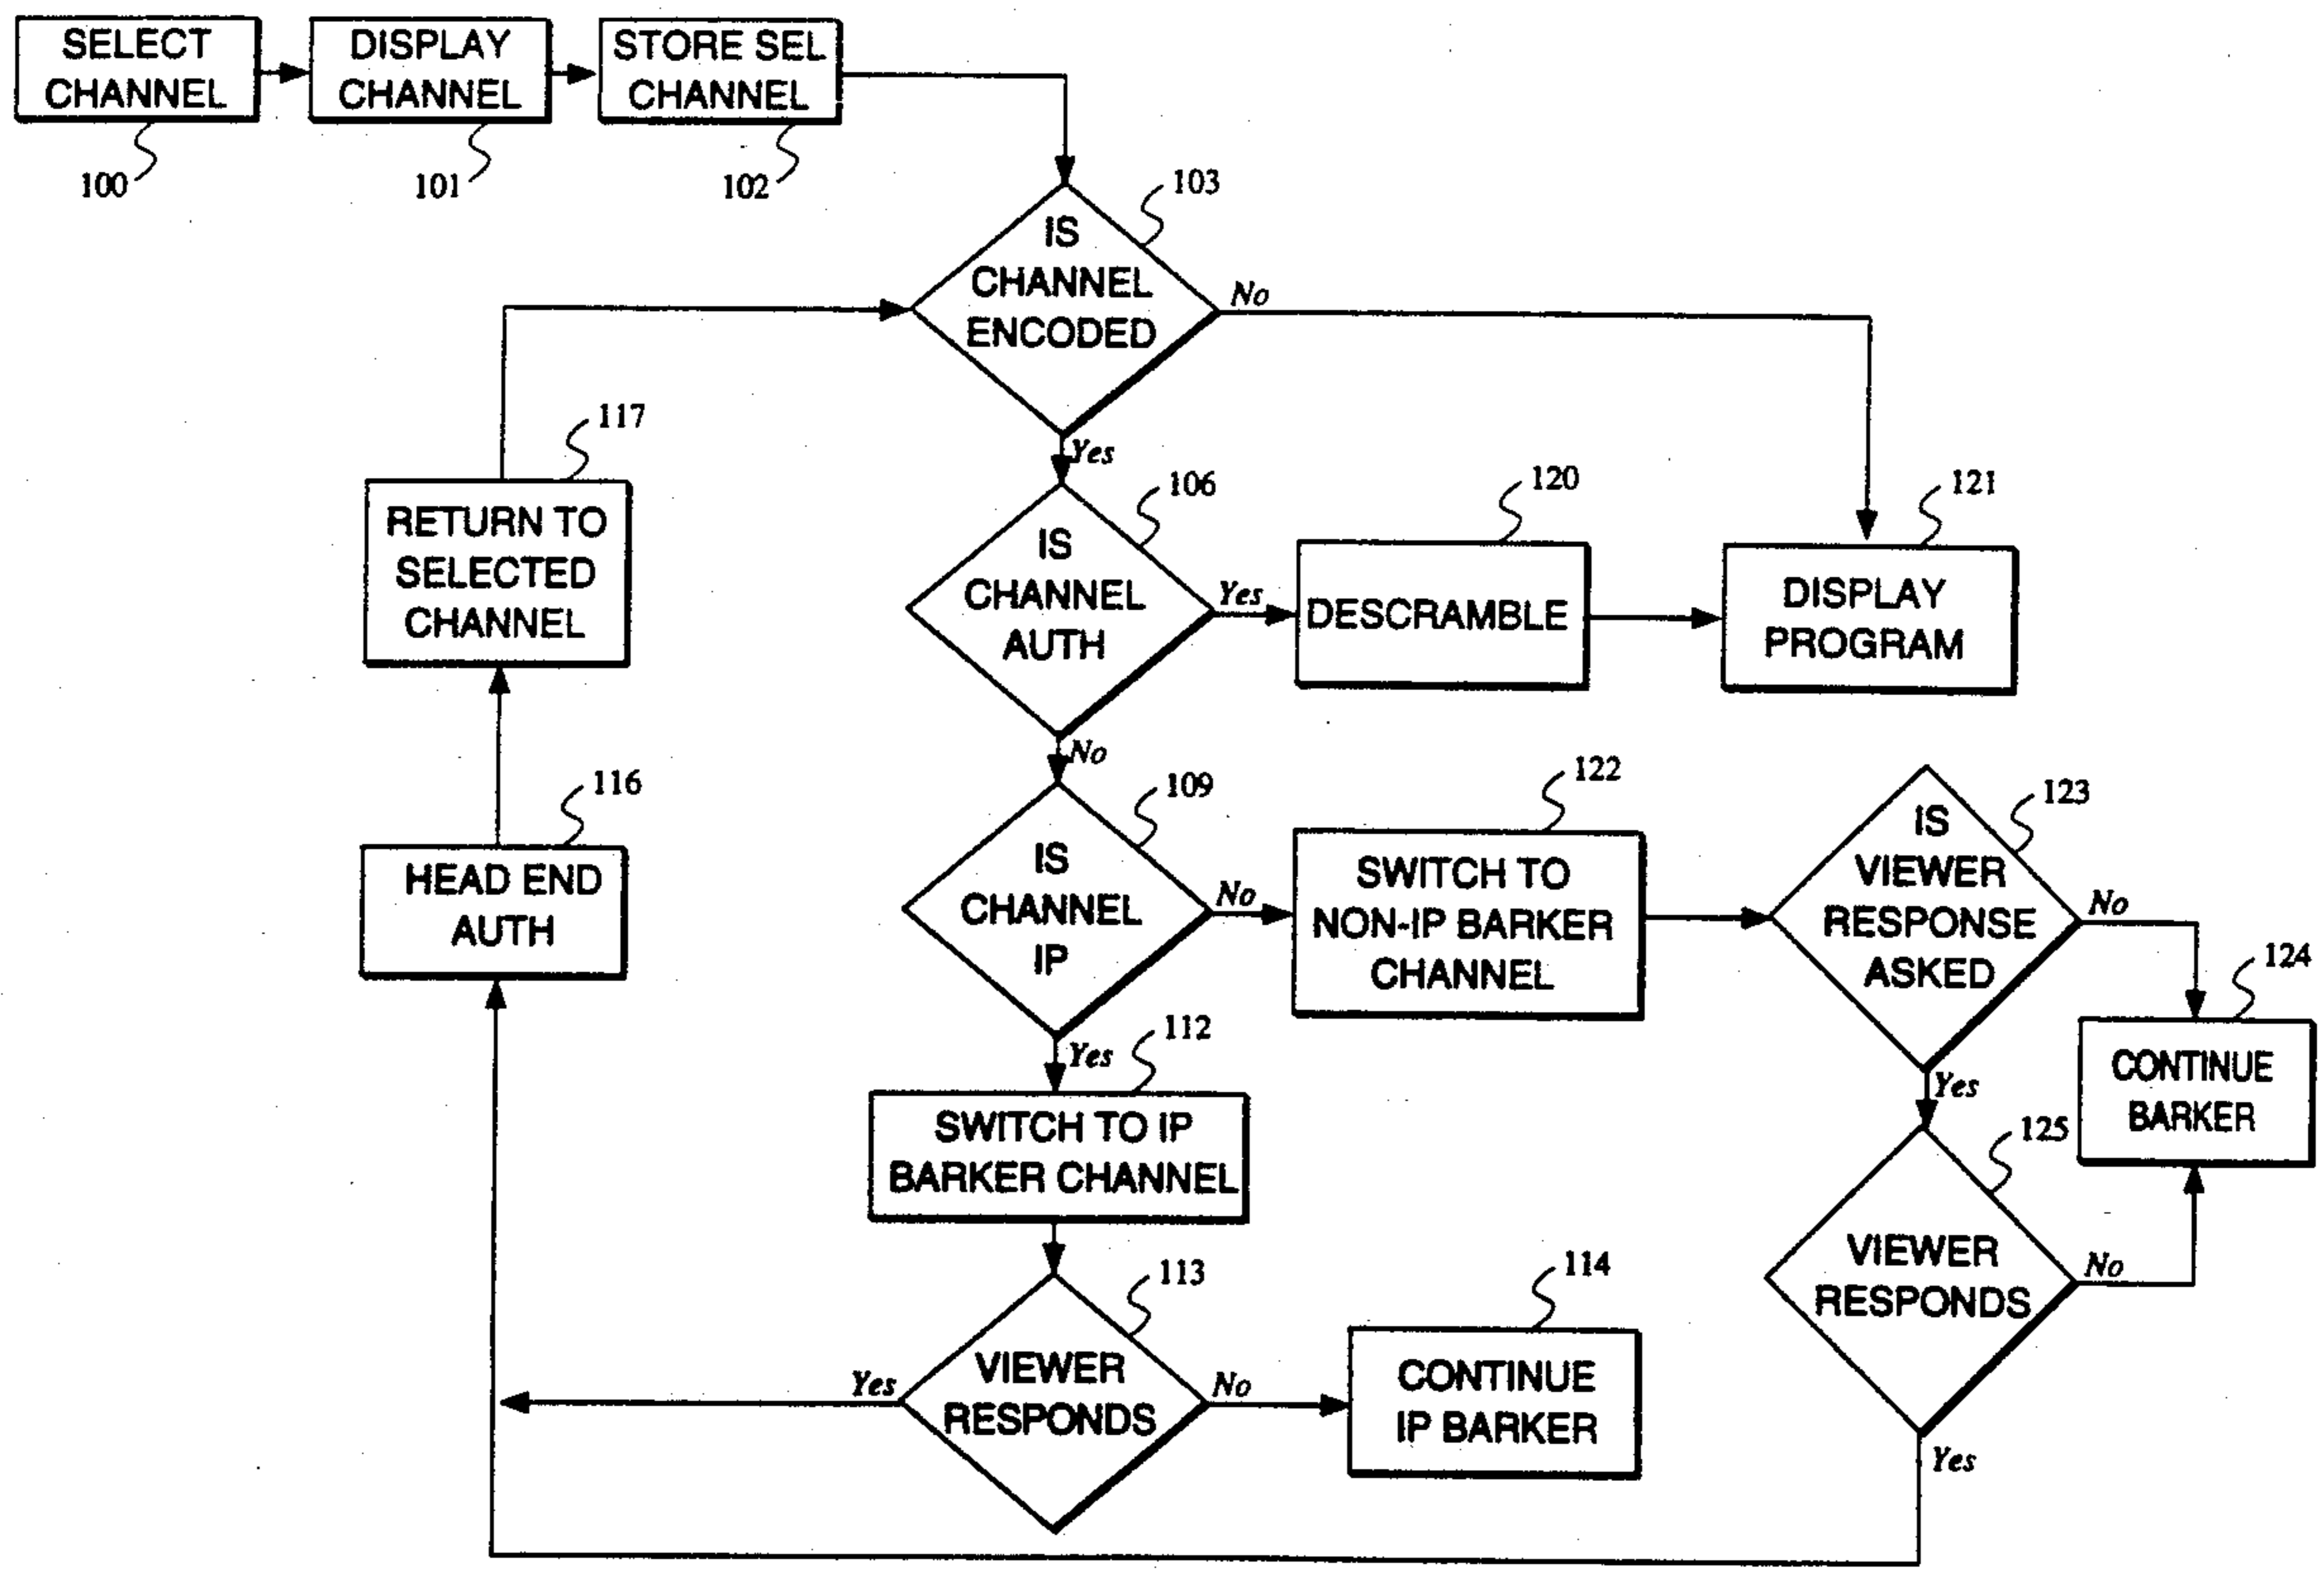 SELECT
CHANNEL
100
DISPLAY
CHANNEL
101
STORE SEL
CHANNEL
102
IS
CHANNEL
ENCODED
103
No
Yes
117
RETURN TO
SELECTED
CHANNEL
IS
CHANNEL
AUTH
106
Yes
No
120
DESCRAMBLE
121
DISPLAY
PROGRAM
116
HEAD END
AUTH
109
IS
CHANNEL
IP
No
Yes
122
SWITCH TO
NON-IP BARKER
CHANNEL
123
IS
VIEWER
RESPONSE
ASKED
No
Yes
124
CONTINUE
BARKER
112
SWITCH TO IP
BARKER CHANNEL
125
VIEWER
RESPONDS
No
Yes
113
VIEWER
RESPONDS
Yes
No
114
CONTINUE
IP BARKER